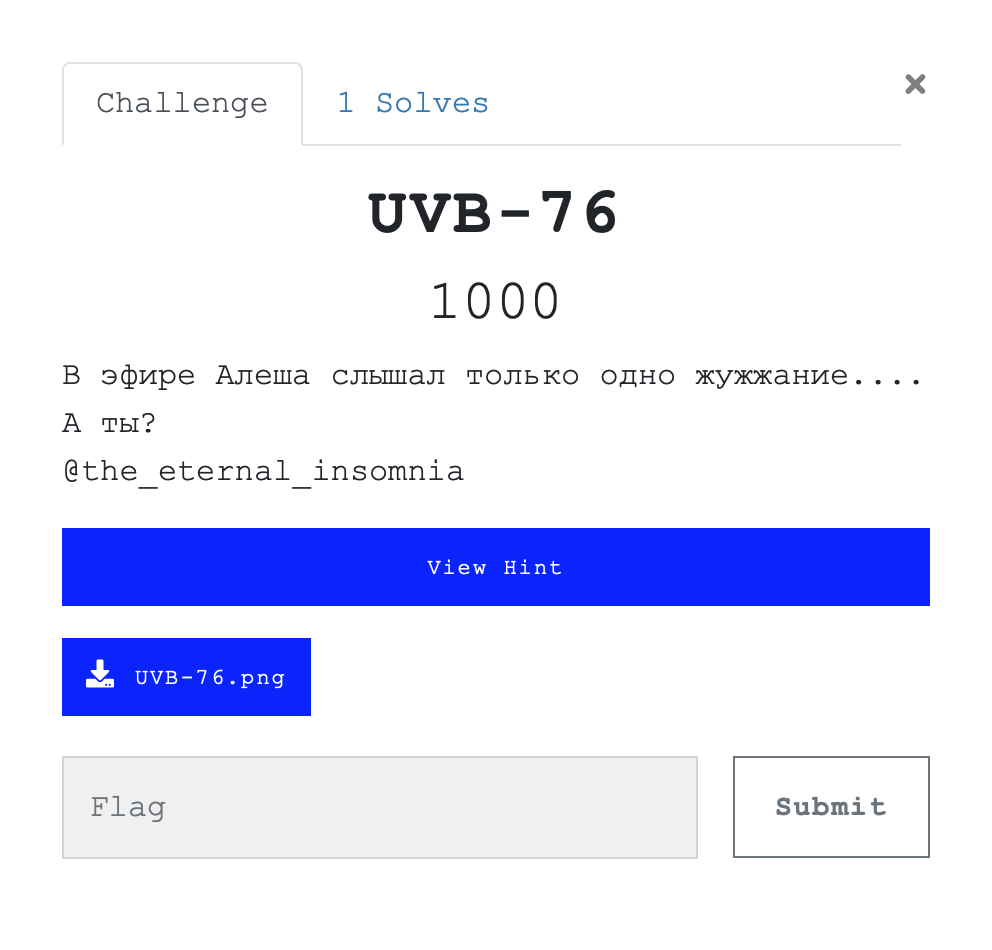 Challenge
1 Solves
UVB-76
1000
В эфире Алеша слышал только одно жужжание....
А ты?
@the_eternal_insomnia
View Hint
UVB-76.png
Flag
Submit